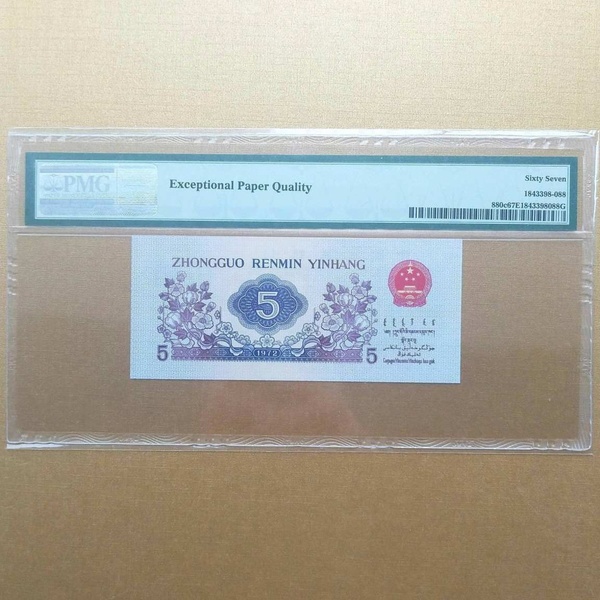 PMG
Exceptional Paper Quality
Sixty Seven
1843398-088
880c67E1843398088G
ZHONGGUO RENMIN YINHANG
5
5
1972
5